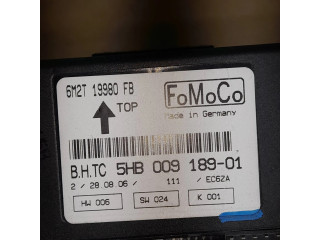 6M2T 19980 FB
FoMoCo
TOP
Made in Germany
B.H.TC 5HB 009 189-01
2 / 28.08.06 / 111 / EC6ZA
HW 006 SW 024 K 001